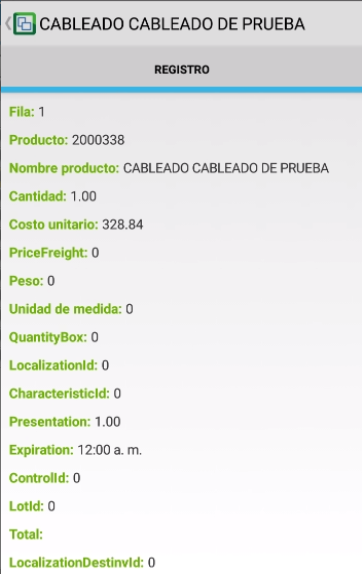 CABLEADO CABLEADO DE PRUEBA
REGISTRO
Fila: 1
Producto: 2000338
Nombre producto: CABLEADO CABLEADO DE PRUEBA
Cantidad: 1.00
Costo unitario: 328.84
PriceFreight: 0
Peso: 0
Unidad de medida: 0
QuantityBox: 0
LocalizationId: 0
CharacteristicId: 0
Presentation: 1.00
Expiration: 12:00 a. m.
ControlId: 0
LotId: 0
Total:
LocalizationDestinvId: 0